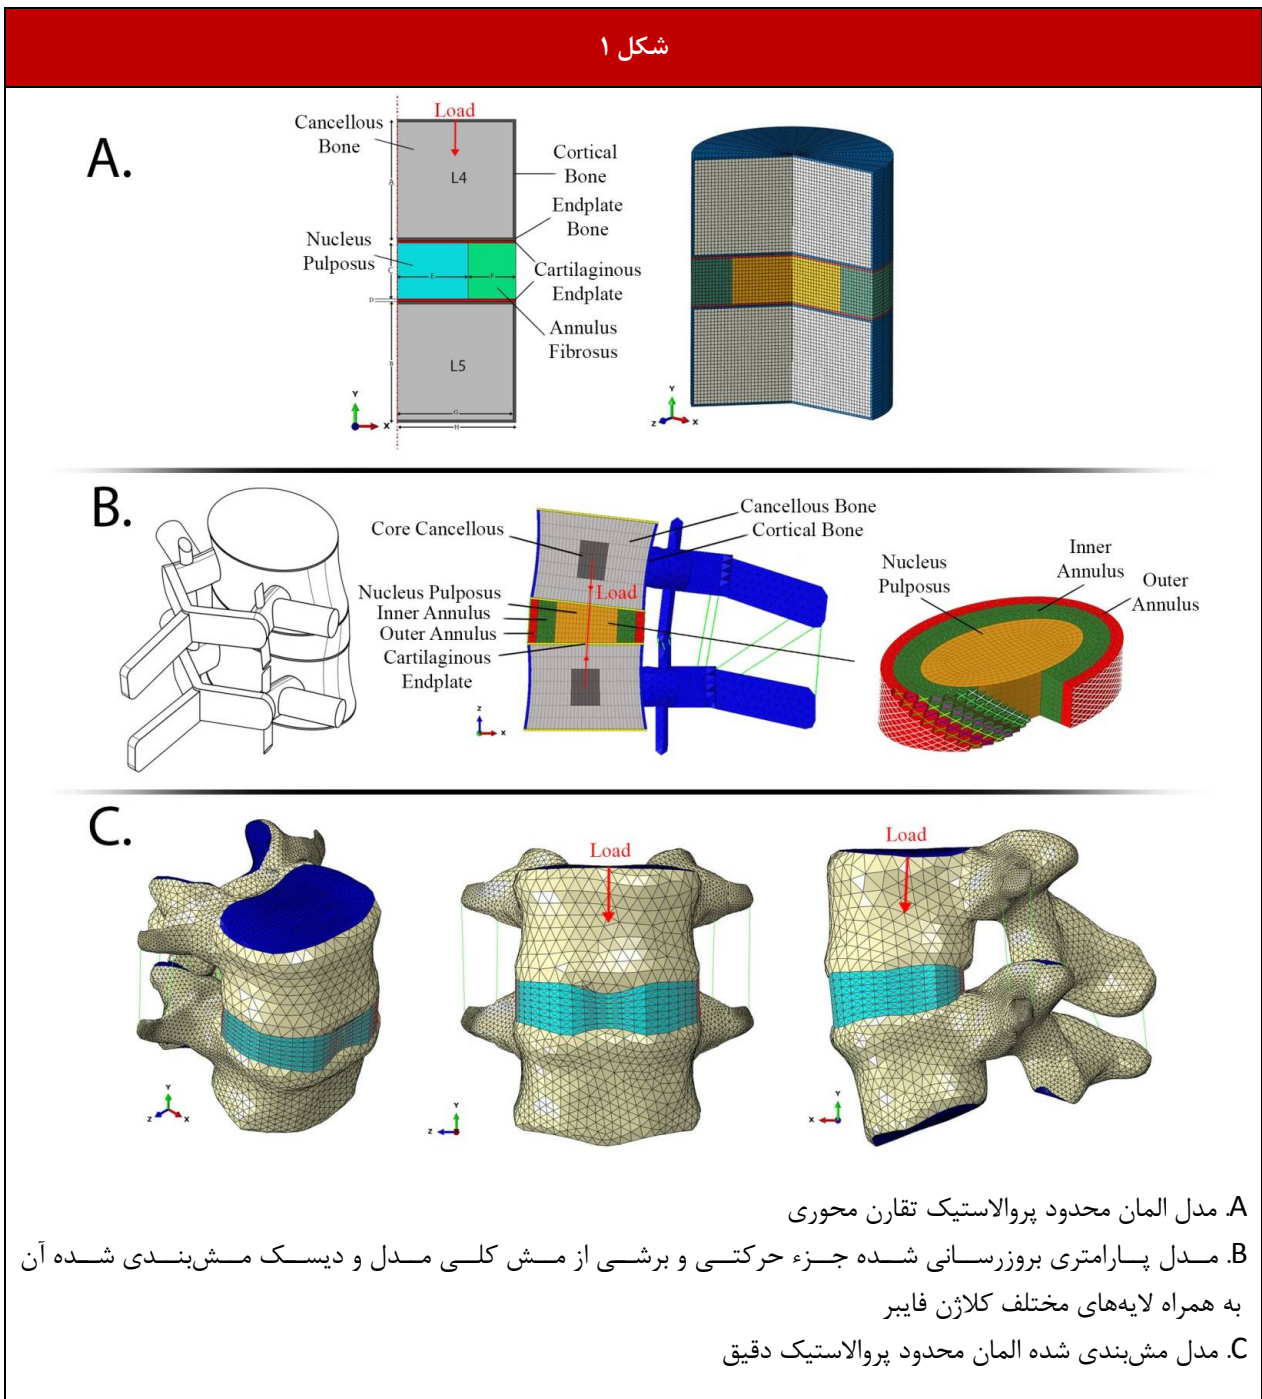 شکل ۱
A.
Load
Cancellous
Bone
Cortical
Bone
L4
A
Endplate
Bone
Nucleus
Pulposus
C
E
F
Cartilaginous
Endplate
D
Annulus
Fibrosus
B
L5
G
H
Y
X
Y
Z
X
B.
Core Cancellous
Cancellous Bone
Cortical Bone
Load
Nucleus Pulposus
Inner Annulus
Outer Annulus
Cartilaginous
Endplate
Z
X
Nucleus
Pulposus
Inner
Annulus
Outer
Annulus
C.
Load
Load
Y
Z
X
Y
Z
Y
X
A. مدل المان محدود پروالاستیک تقارن محوری
B. مدل پارامتری بروزرسانی شده جزء حرکتی و برشی از مش کلی مدل و دیسک مش‌بندی شده آن
به همراه لایه‌های مختلف کلاژن فایبر
C. مدل مش‌بندی شده المان محدود پروالاستیک دقیق